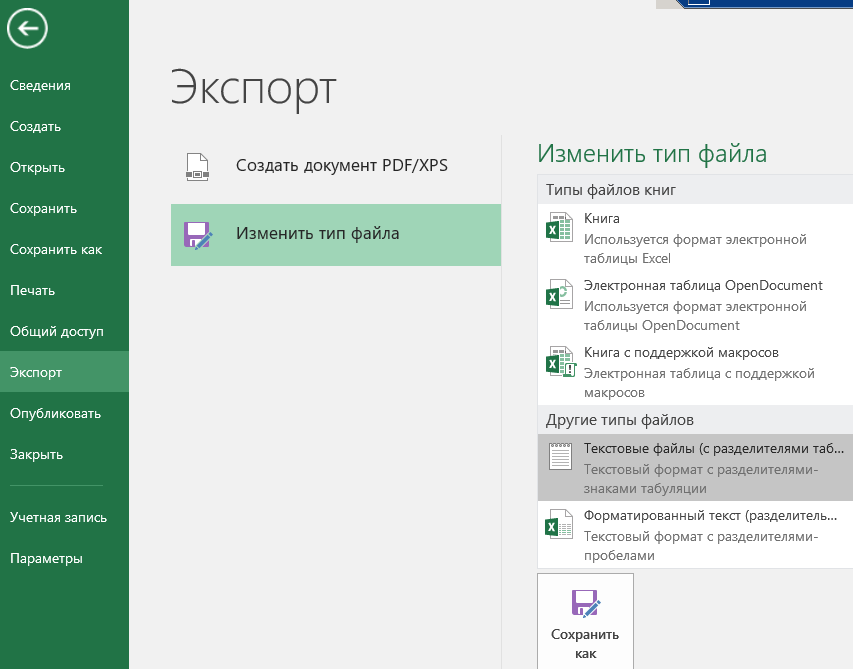 Сведения
Создать
Открыть
Сохранить
Сохранить как
Печать
Общий доступ
Экспорт
Опубликовать
Закрыть
Учетная запись
Параметры
Экспорт
Создать документ PDF/XPS
Изменить тип файла
Изменить тип файла
Типы файлов книг
Книга
Используется формат электронной
таблицы Excel
Электронная таблица OpenDocument
Используется формат электронной
таблицы OpenDocument
Книга с поддержкой макросов
Электронная таблица с поддержкой
макросов
Другие типы файлов
Текстовые файлы (с разделителями таб...
Текстовый формат с разделителями-
знаками табуляции
Форматированный текст (разделитель...
Текстовый формат с разделителями-
пробелами
Сохранить
как